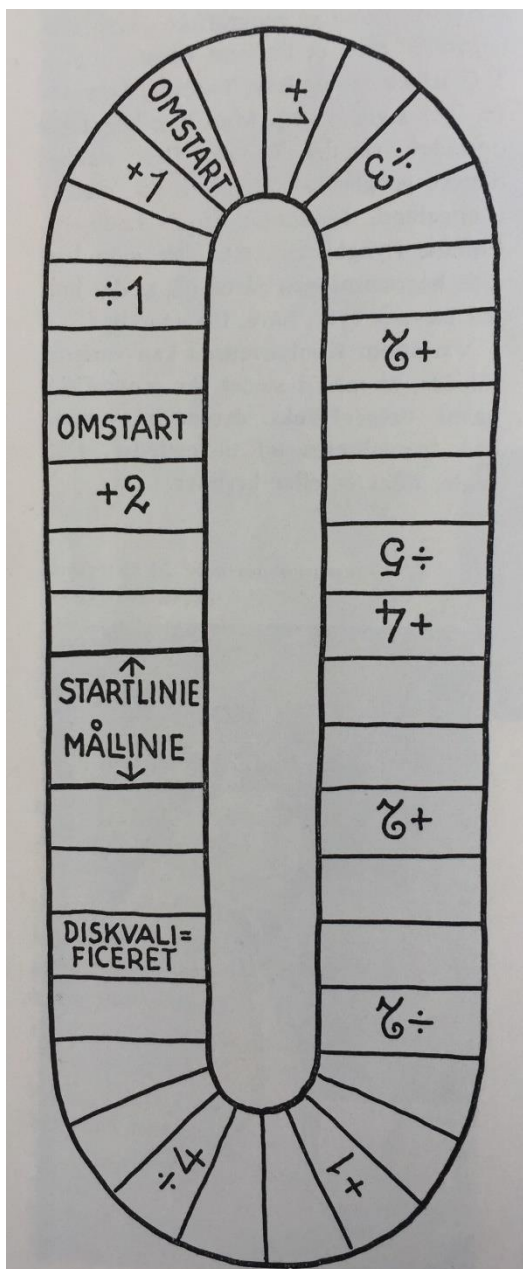 OMSTART
+1
÷3
+1
÷1
+2
OMSTART
+2
÷5
+4
STARTLINIE
MÅLLINIE
+2
DISKVALI=
FICERET
÷2
÷4
+1